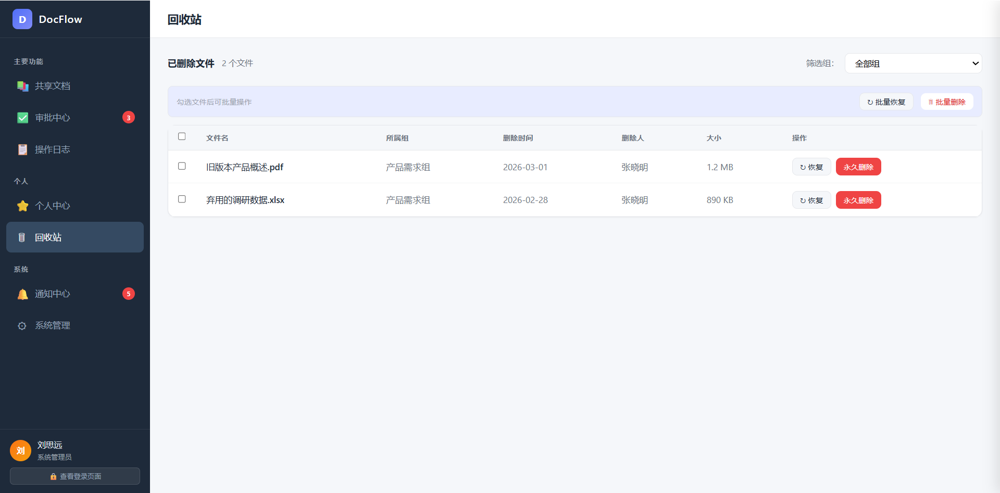 D DocFlow
主要功能
共享文档
审批中心 3
操作日志
个人
个人中心
回收站
系统
通知中心 5
系统管理
刘 刘思远
系统管理员
查看登录页面
回收站
已删除文件 2 个文件 筛选组： 全部组
勾选文件后可批量操作 ↻ 批量恢复 批量删除
文件名 所属组 删除时间 删除人 大小 操作
旧版本产品概述.pdf 产品需求组 2026-03-01 张晓明 1.2 MB ↻ 恢复 永久删除
弃用的调研数据.xlsx 产品需求组 2026-02-28 张晓明 890 KB ↻ 恢复 永久删除